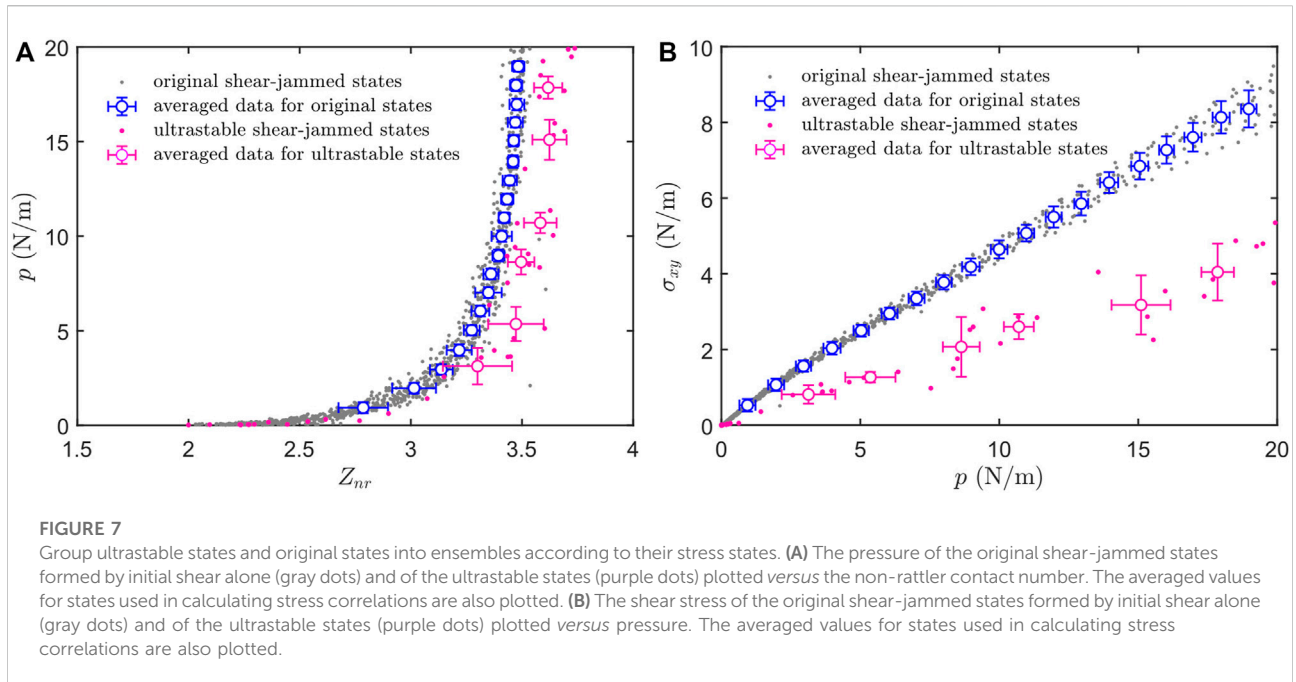 A
20
15
10
5
0
p (N/m)
original shear-jammed states
averaged data for original states
ultrastable shear-jammed states
averaged data for ultrastable states
1.5 2 2.5 3 3.5 4
Z_nr
B
10
8
6
4
2
0
σ_xy (N/m)
original shear-jammed states
averaged data for original states
ultrastable shear-jammed states
averaged data for ultrastable states
0 5 10 15 20
p (N/m)
FIGURE 7
Group ultrastable states and original states into ensembles according to their stress states. (A) The pressure of the original shear-jammed states
formed by initial shear alone (gray dots) and of the ultrastable states (purple dots) plotted versus the non-rattler contact number. The averaged values
for states used in calculating stress correlations are also plotted. (B) The shear stress of the original shear-jammed states formed by initial shear alone
(gray dots) and of the ultrastable states (purple dots) plotted versus pressure. The averaged values for states used in calculating stress
correlations are also plotted.